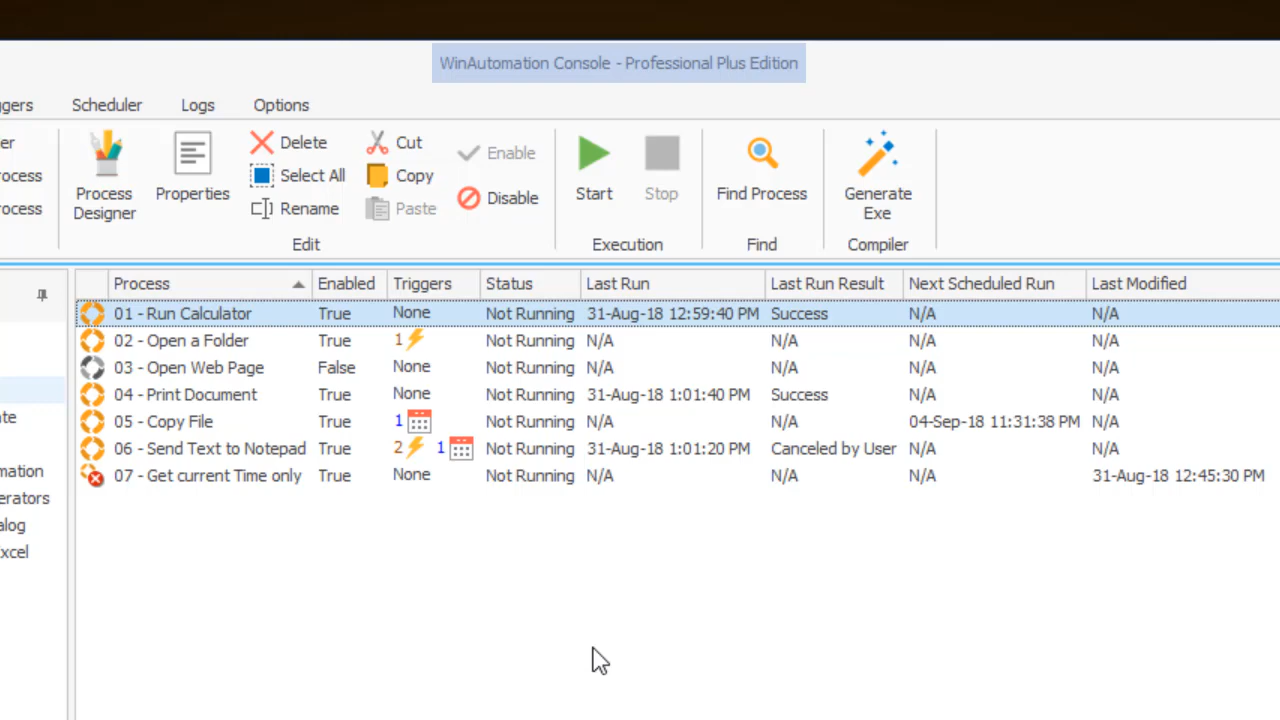 WinAutomation Console - Professional Plus Edition
ggers Scheduler Logs Options
er
ocess
ocess
Process Designer
Properties
Delete
Select All
Rename
Cut
Copy
Paste
Enable
Disable
Edit
Start
Stop
Execution
Find Process
Find
Generate Exe
Compiler
Process Enabled Triggers Status Last Run Last Run Result Next Scheduled Run Last Modified
01 - Run Calculator True None Not Running 31-Aug-18 12:59:40 PM Success N/A N/A
02 - Open a Folder True 1 Not Running N/A N/A N/A N/A
03 - Open Web Page False None Not Running N/A N/A N/A N/A
04 - Print Document True None Not Running 31-Aug-18 1:01:40 PM Success N/A N/A
05 - Copy File True 1 Not Running N/A N/A 04-Sep-18 11:31:38 PM N/A
06 - Send Text to Notepad True 2 1 Not Running 31-Aug-18 1:01:20 PM Canceled by User N/A N/A
07 - Get current Time only True None Not Running N/A N/A N/A 31-Aug-18 12:45:30 PM
ate
mation
erators
alog
xcel